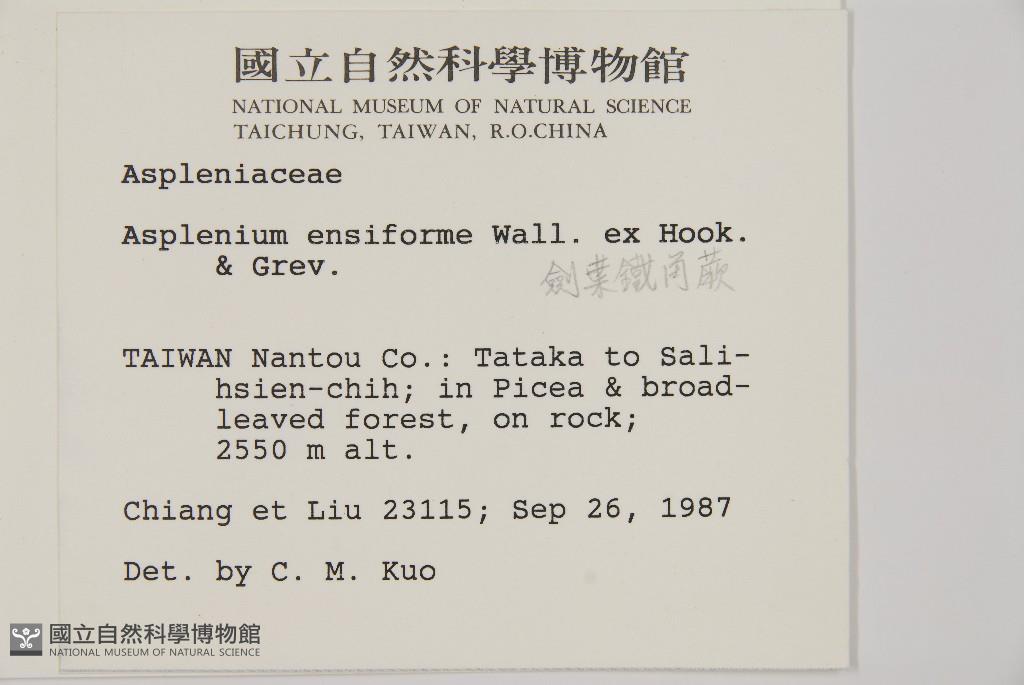 國立自然科學博物館
NATIONAL MUSEUM OF NATURAL SCIENCE
TAICHUNG, TAIWAN, R.O.CHINA
Aspleniaceae
Asplenium ensiforme Wall. ex Hook.
& Grev.
劍葉鐵角蕨
TAIWAN Nantou Co.: Tataka to Sali-
hsien-chih; in Picea & broad-
leaved forest, on rock;
2550 m alt.
Chiang et Liu 23115; Sep 26, 1987
Det. by C. M. Kuo
國立自然科學博物館
NATIONAL MUSEUM OF NATURAL SCIENCE